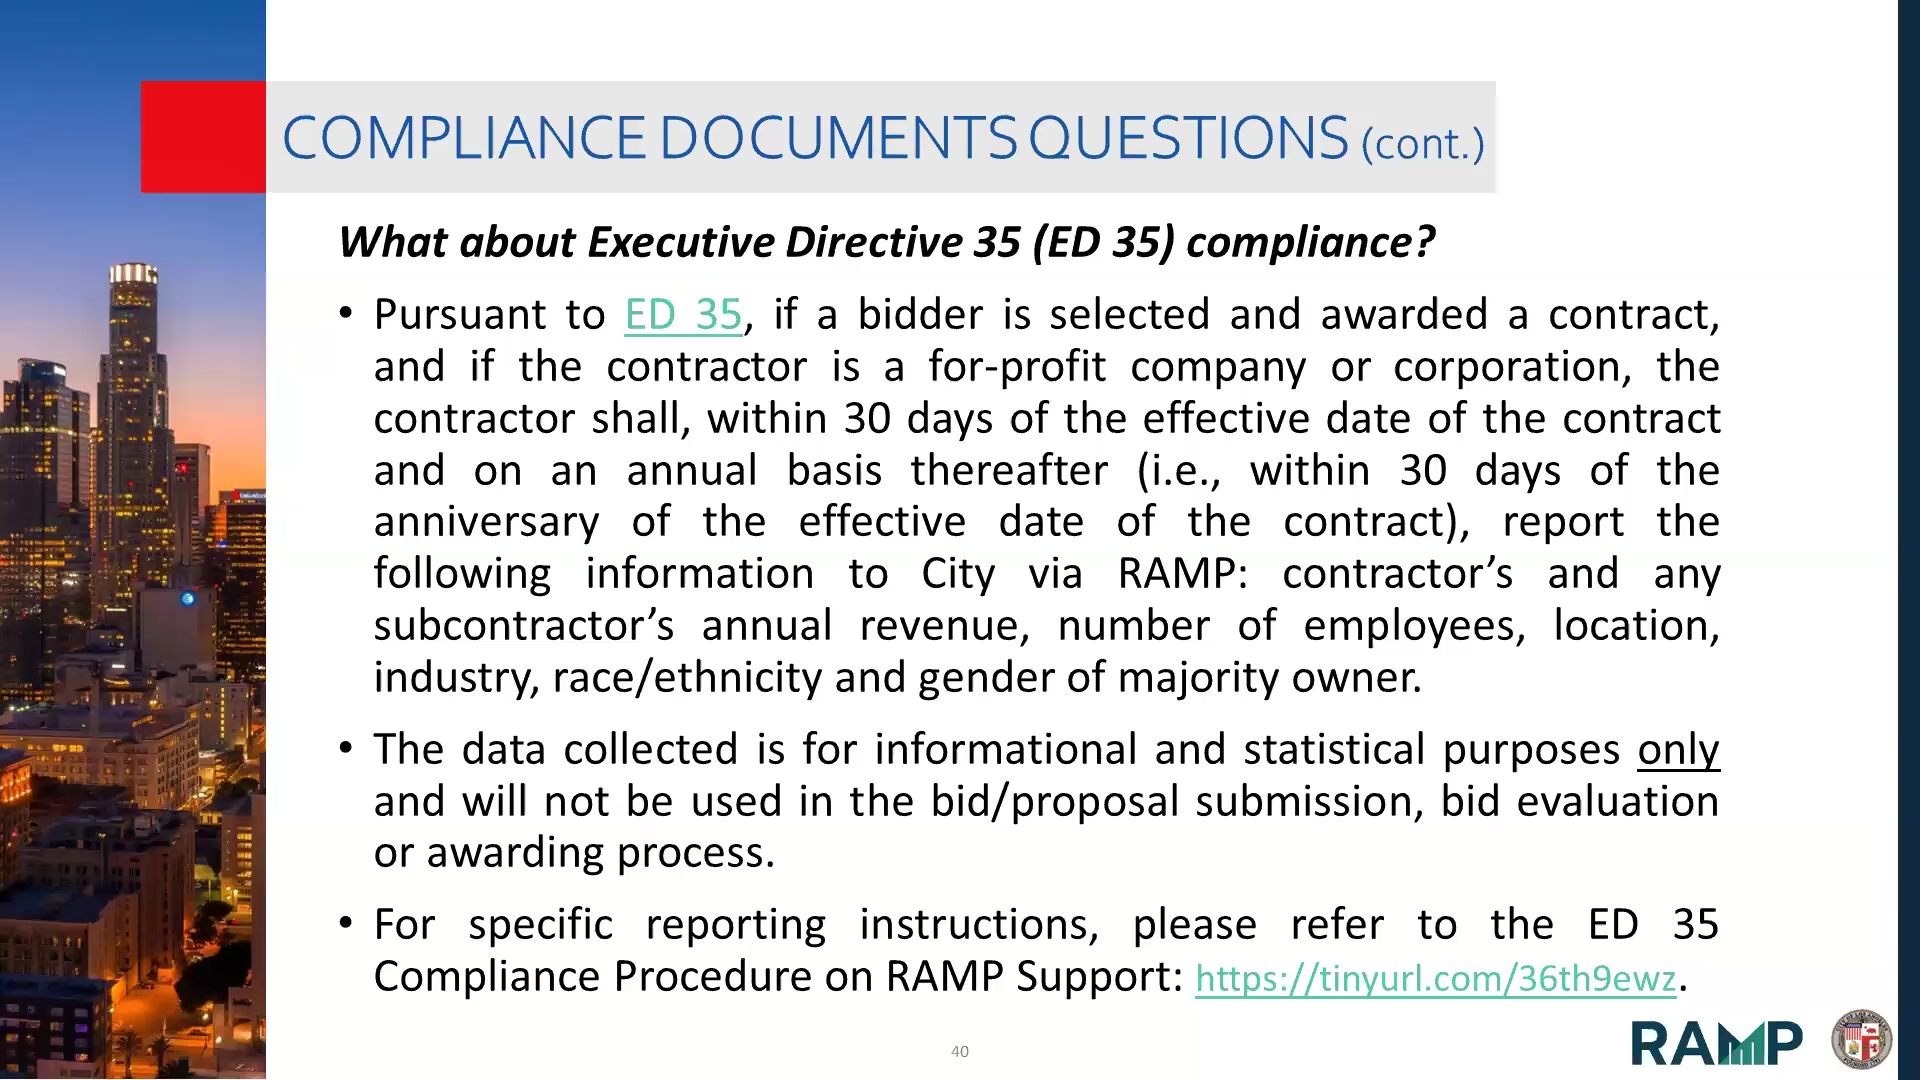 COMPLIANCE DOCUMENTS QUESTIONS (cont.)
What about Executive Directive 35 (ED 35) compliance?
• Pursuant to ED 35, if a bidder is selected and awarded a contract,
and if the contractor is a for-profit company or corporation, the
contractor shall, within 30 days of the effective date of the contract
and on an annual basis thereafter (i.e., within 30 days of the
anniversary of the effective date of the contract), report the
following information to City via RAMP: contractor’s and any
subcontractor’s annual revenue, number of employees, location,
industry, race/ethnicity and gender of majority owner.
• The data collected is for informational and statistical purposes only
and will not be used in the bid/proposal submission, bid evaluation
or awarding process.
• For specific reporting instructions, please refer to the ED 35
Compliance Procedure on RAMP Support: https://tinyurl.com/36th9ewz.
40
RAMP